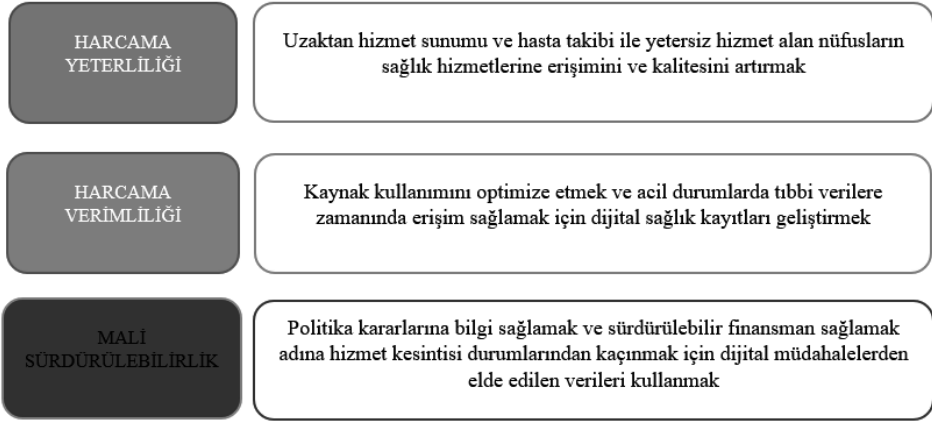 HARCAMA
YETERLİLİĞİ
Uzaktan hizmet sunumu ve hasta takibi ile yetersiz hizmet alan nüfusların
sağlık hizmetlerine erişimini ve kalitesini artırmak
HARCAMA
VERİMLİLİĞİ
Kaynak kullanımını optimize etmek ve acil durumlarda tıbbi verilere
zamanında erişim sağlamak için dijital sağlık kayıtları geliştirmek
MALİ
SÜRDÜRÜLEBİLİRLİK
Politika kararlarına bilgi sağlamak ve sürdürülebilir finansman sağlamak
adına hizmet kesintisi durumlarından kaçınmak için dijital müdahalelerden
elde edilen verileri kullanmak